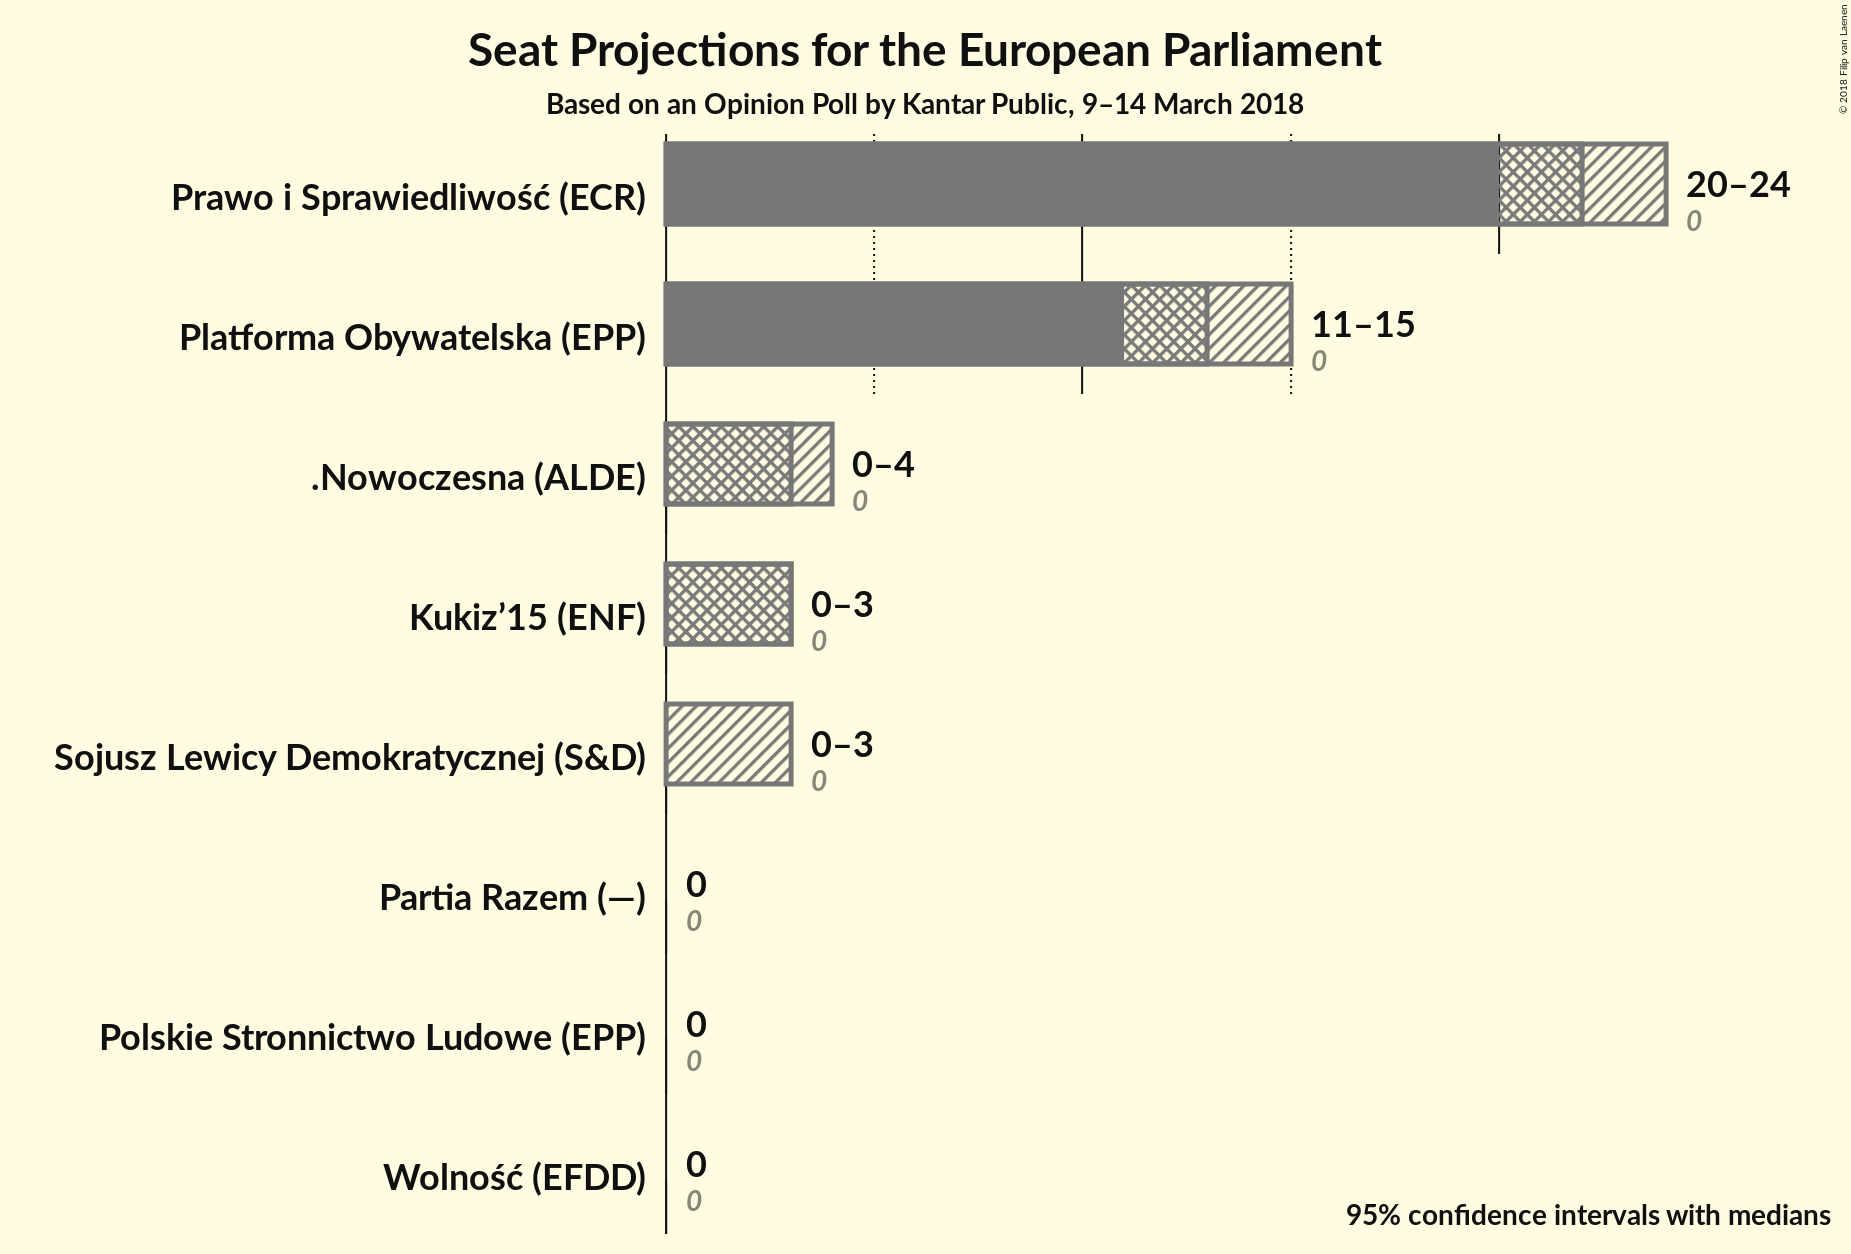 Seat Projections for the European Parliament
Based on an Opinion Poll by Kantar Public, 9–14 March 2018
© 2018 Filip van Laenen
Prawo i Sprawiedliwość (ECR)
20–24
0
Platforma Obywatelska (EPP)
11–15
0
.Nowoczesna (ALDE)
0–4
0
Kukiz’15 (ENF)
0–3
0
Sojusz Lewicy Demokratycznej (S&D)
0–3
0
Partia Razem (—)
0
0
Polskie Stronnictwo Ludowe (EPP)
0
0
Wolność (EFDD)
0
0
95% confidence intervals with medians